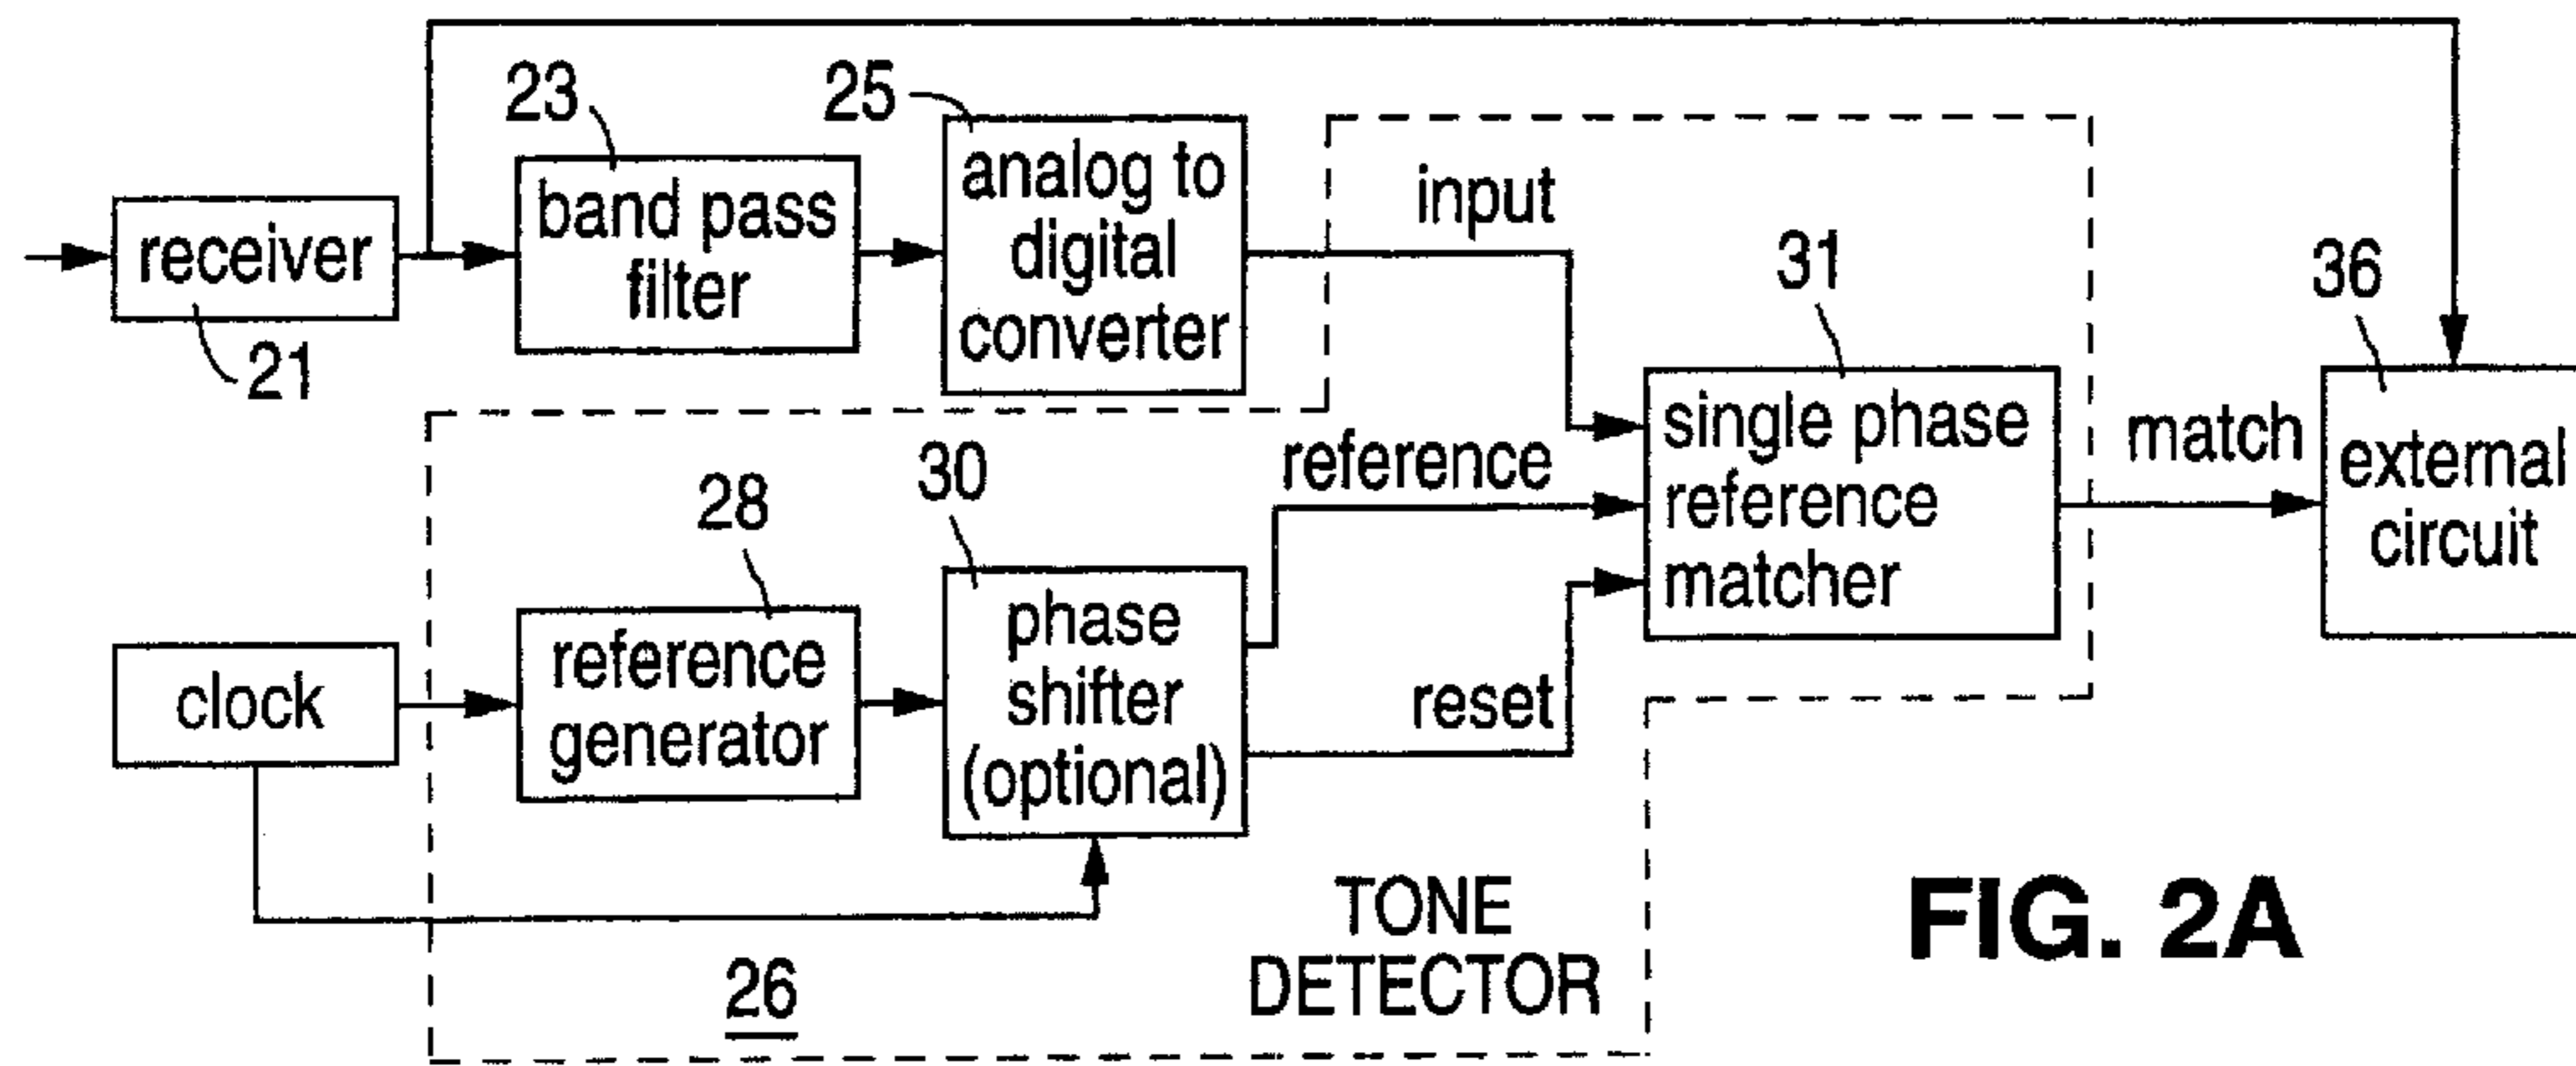 23
25
receiver
21
band pass
filter
analog to
digital
converter
input
31
36
single phase
reference
matcher
match
external
circuit
clock
28
reference
generator
30
phase
shifter
(optional)
reference
reset
26
TONE
DETECTOR
FIG. 2A